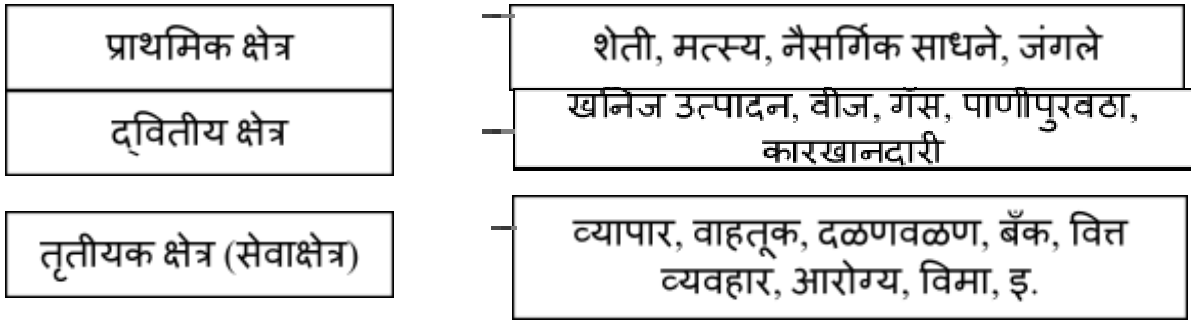 प्राथमिक क्षेत्र
शेती, मत्स्य, नैसर्गिक साधने, जंगले
द्वितीय क्षेत्र
खनिज उत्पादन, वीज, गॅस, पाणीपुरवठा,
कारखानदारी
तृतीयक क्षेत्र (सेवाक्षेत्र)
व्यापार, वाहतूक, दळणवळण, बँक, वित्त
व्यवहार, आरोग्य, विमा, इ.